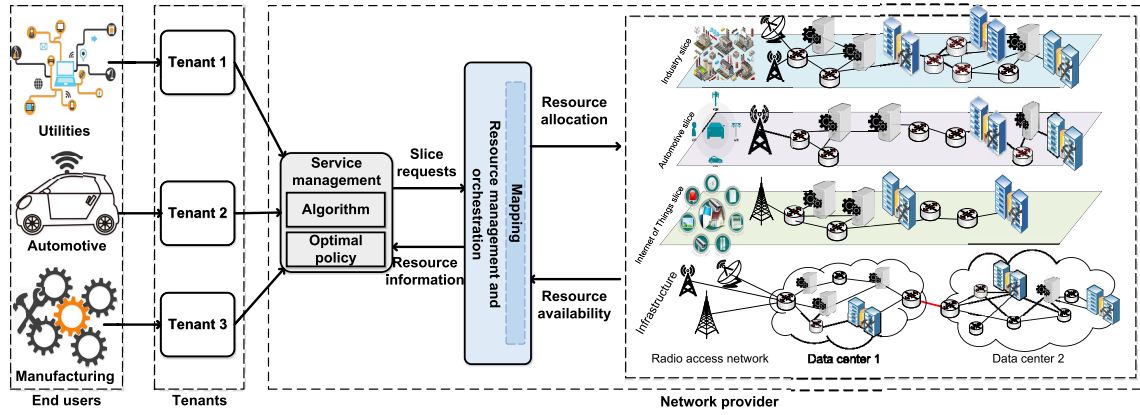 Utilities
Automotive
Manufacturing
End users
Tenant 1
Tenant 2
Tenant 3
Tenants
Service
management
Algorithm
Optimal
policy
Slice
requests
Resource
information
Resource management and
orchestration
Mapping
Resource
allocation
Resource
availability
Industry slice
Automotive slice
Internet of Things slice
Infrastructure
Radio access network
Data center 1
Data center 2
Network provider